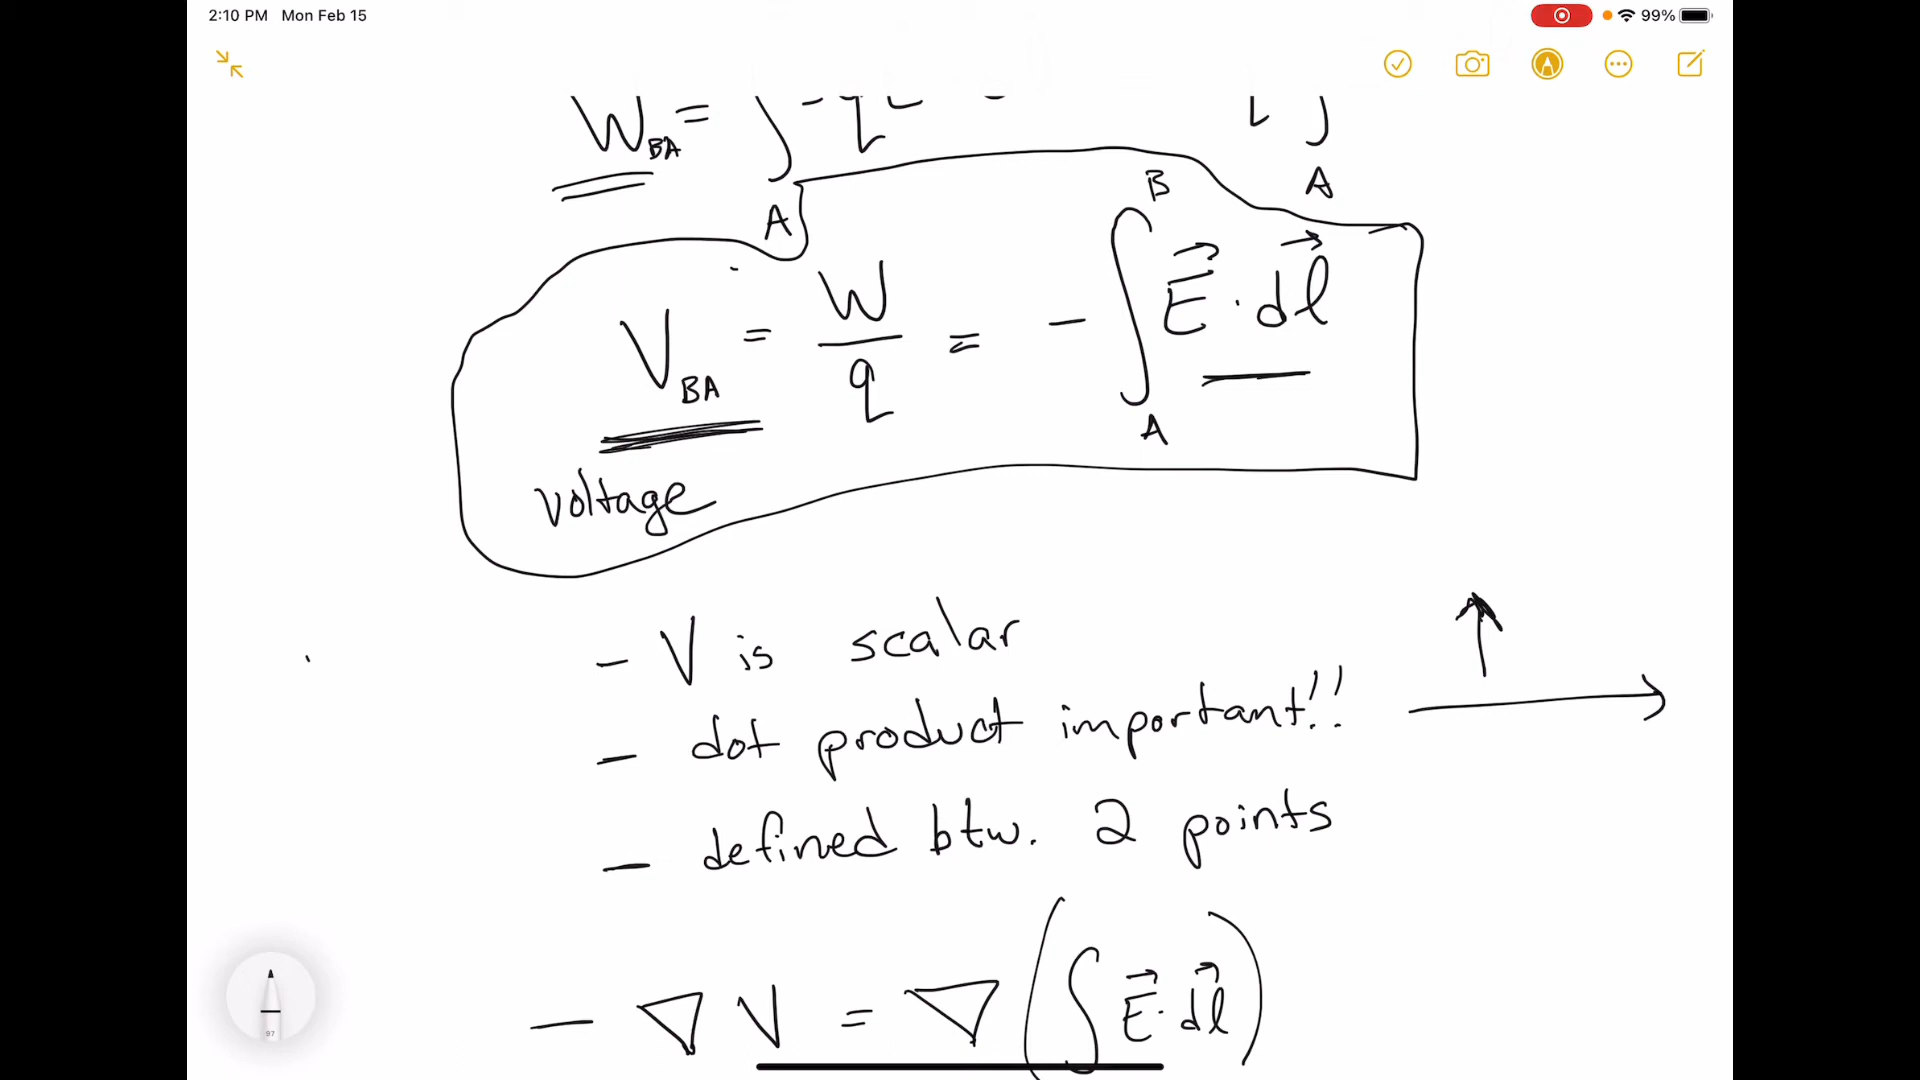 2:10 PM Mon Feb 15
99%
W_BA = ∫ -q
A
A
V_BA = W/q = - ∫_A^B E⃗ · dl⃗
voltage
- V is scalar
- dot product important!!
- defined btw. 2 points
- ▽ V = ▽ ( ∫ E⃗ · dl⃗ )
97